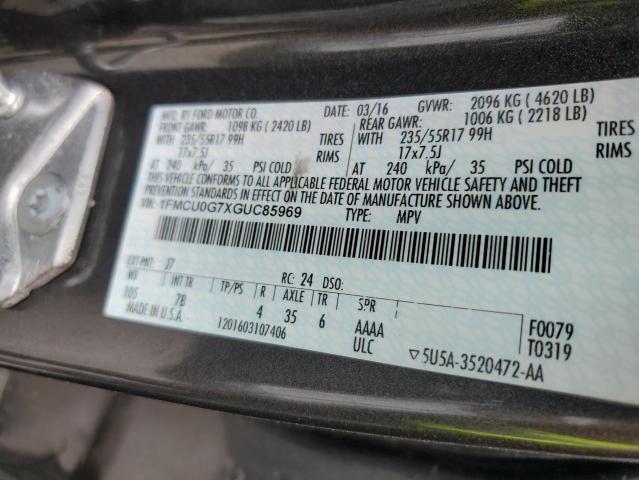 MFD. BY FORD MOTOR CO. DATE: 03/16 GVWR: 2096 KG ( 4620 LB)
FRONT GAWR: 1098 KG ( 2420 LB) REAR GAWR: 1006 KG ( 2218 LB)
WITH 235/55R17 99H TIRES WITH 235/55R17 99H TIRES
17x7.5J RIMS 17x7.5J RIMS
AT 240 kPa/ 35 PSI COLD AT 240 kPa/ 35 PSI COLD
THIS VEHICLE CONFORMS TO ALL APPLICABLE FEDERAL MOTOR VEHICLE SAFETY AND THEFT
PREVENTION STANDARDS IN EFFECT ON THE DATE OF MANUFACTURE SHOWN ABOVE.
VIN: 1FMCU0G7XGUC85969 TYPE: MPV
EXT PNT: J7 RC: 24 DSO:
WB INT TR TP/PS R AXLE TR SPR
105 7B 4 35 6 AAAA F0079
MADE IN U.S.A. 1201603107406 ULC T0319
▽5U5A-3520472-AA